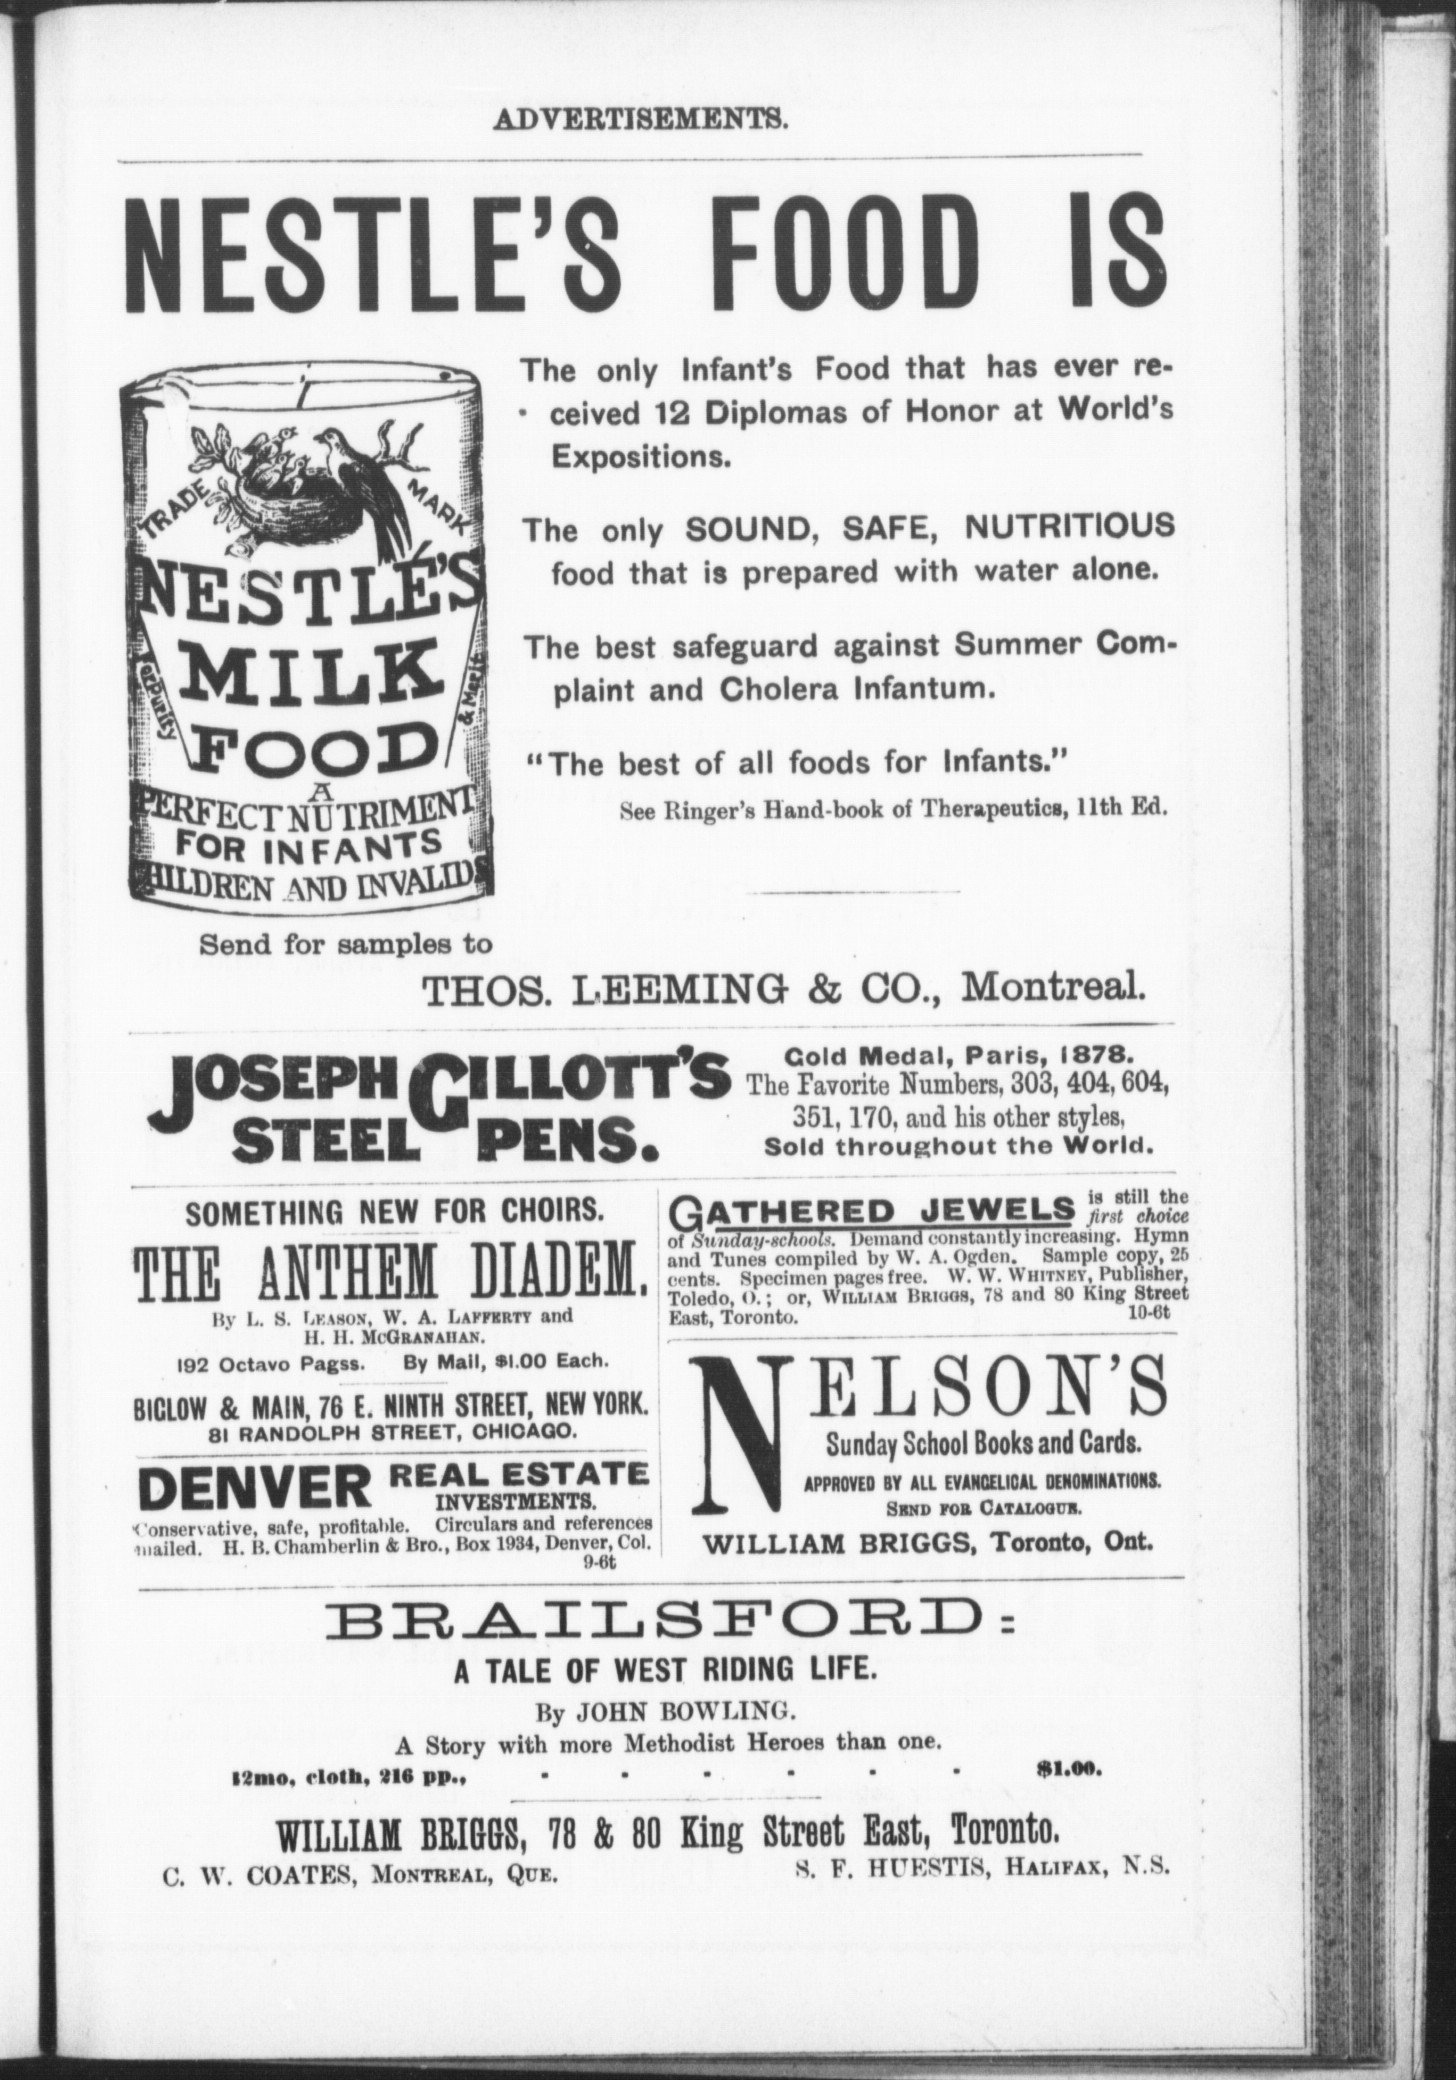 ADVERTISEMENTS.
NESTLE'S FOOD IS
TRADE MARK
NESTLÉ'S
MILK
FOOD
For Purity
& Merit
A
PERFECT NUTRIMENT
FOR INFANTS
CHILDREN AND INVALIDS
The only Infant's Food that has ever re-
ceived 12 Diplomas of Honor at World's
Expositions.
The only SOUND, SAFE, NUTRITIOUS
food that is prepared with water alone.
The best safeguard against Summer Com-
plaint and Cholera Infantum.
"The best of all foods for Infants."
See Ringer's Hand-book of Therapeutics, 11th Ed.
Send for samples to
THOS. LEEMING & CO., Montreal.
JOSEPH GILLOTT'S
STEEL PENS.
Gold Medal, Paris, 1878.
The Favorite Numbers, 303, 404, 604,
351, 170, and his other styles,
Sold throughout the World.
SOMETHING NEW FOR CHOIRS.
THE ANTHEM DIADEM.
By L. S. LEASON, W. A. LAFFERTY and
H. H. McGRANAHAN.
192 Octavo Pagss. By Mail, $1.00 Each.
BIGLOW & MAIN, 76 E. NINTH STREET, NEW YORK.
81 RANDOLPH STREET, CHICAGO.
DENVER REAL ESTATE
INVESTMENTS.
Conservative, safe, profitable. Circulars and references
mailed. H. B. Chamberlin & Bro., Box 1934, Denver, Col.
9-6t
GATHERED JEWELS is still the
first choice
of Sunday-schools. Demand constantly increasing. Hymn
and Tunes compiled by W. A. Ogden. Sample copy, 25
cents. Specimen pages free. W. W. WHITNEY, Publisher,
Toledo, O.; or, WILLIAM BRIGGS, 78 and 80 King Street
East, Toronto. 10-6t
NELSON'S
Sunday School Books and Cards.
APPROVED BY ALL EVANGELICAL DENOMINATIONS.
SEND FOR CATALOGUE.
WILLIAM BRIGGS, Toronto, Ont.
BRAILSFORD:
A TALE OF WEST RIDING LIFE.
By JOHN BOWLING.
A Story with more Methodist Heroes than one.
12mo, cloth, 216 pp., - - - - - - $1.00.
WILLIAM BRIGGS, 78 & 80 King Street East, Toronto.
C. W. COATES, MONTREAL, QUE. S. F. HUESTIS, HALIFAX, N.S.